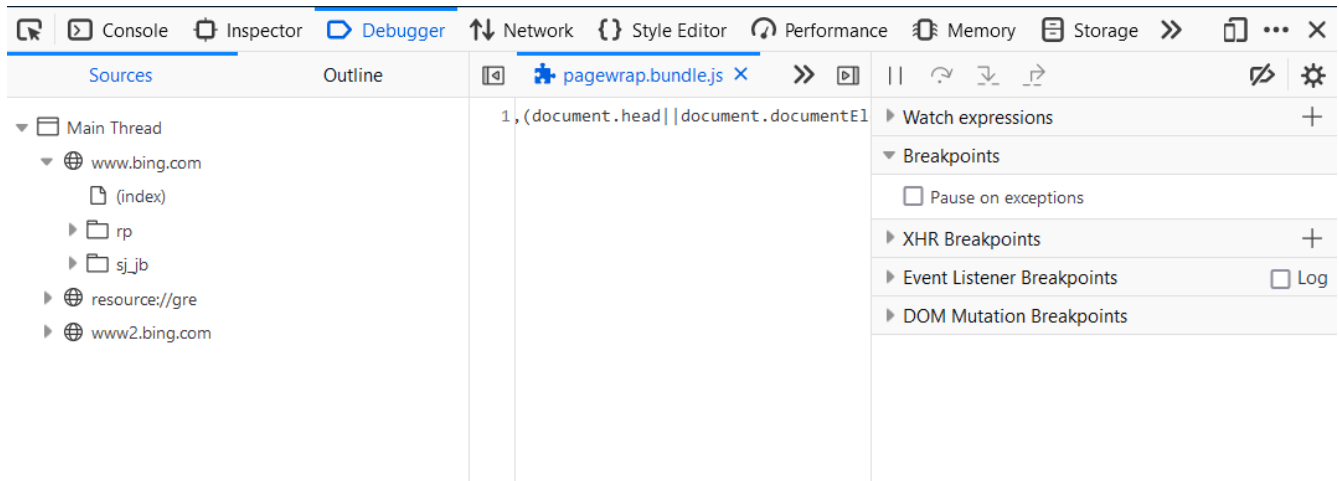 Console Inspector Debugger Network {} Style Editor Performance Memory Storage
Sources Outline
pagewrap.bundle.js
Main Thread
www.bing.com
(index)
rp
sj_jb
resource://gre
www2.bing.com
1 ,(document.head||document.documentEl
Watch expressions
Breakpoints
Pause on exceptions
XHR Breakpoints
Event Listener Breakpoints Log
DOM Mutation Breakpoints